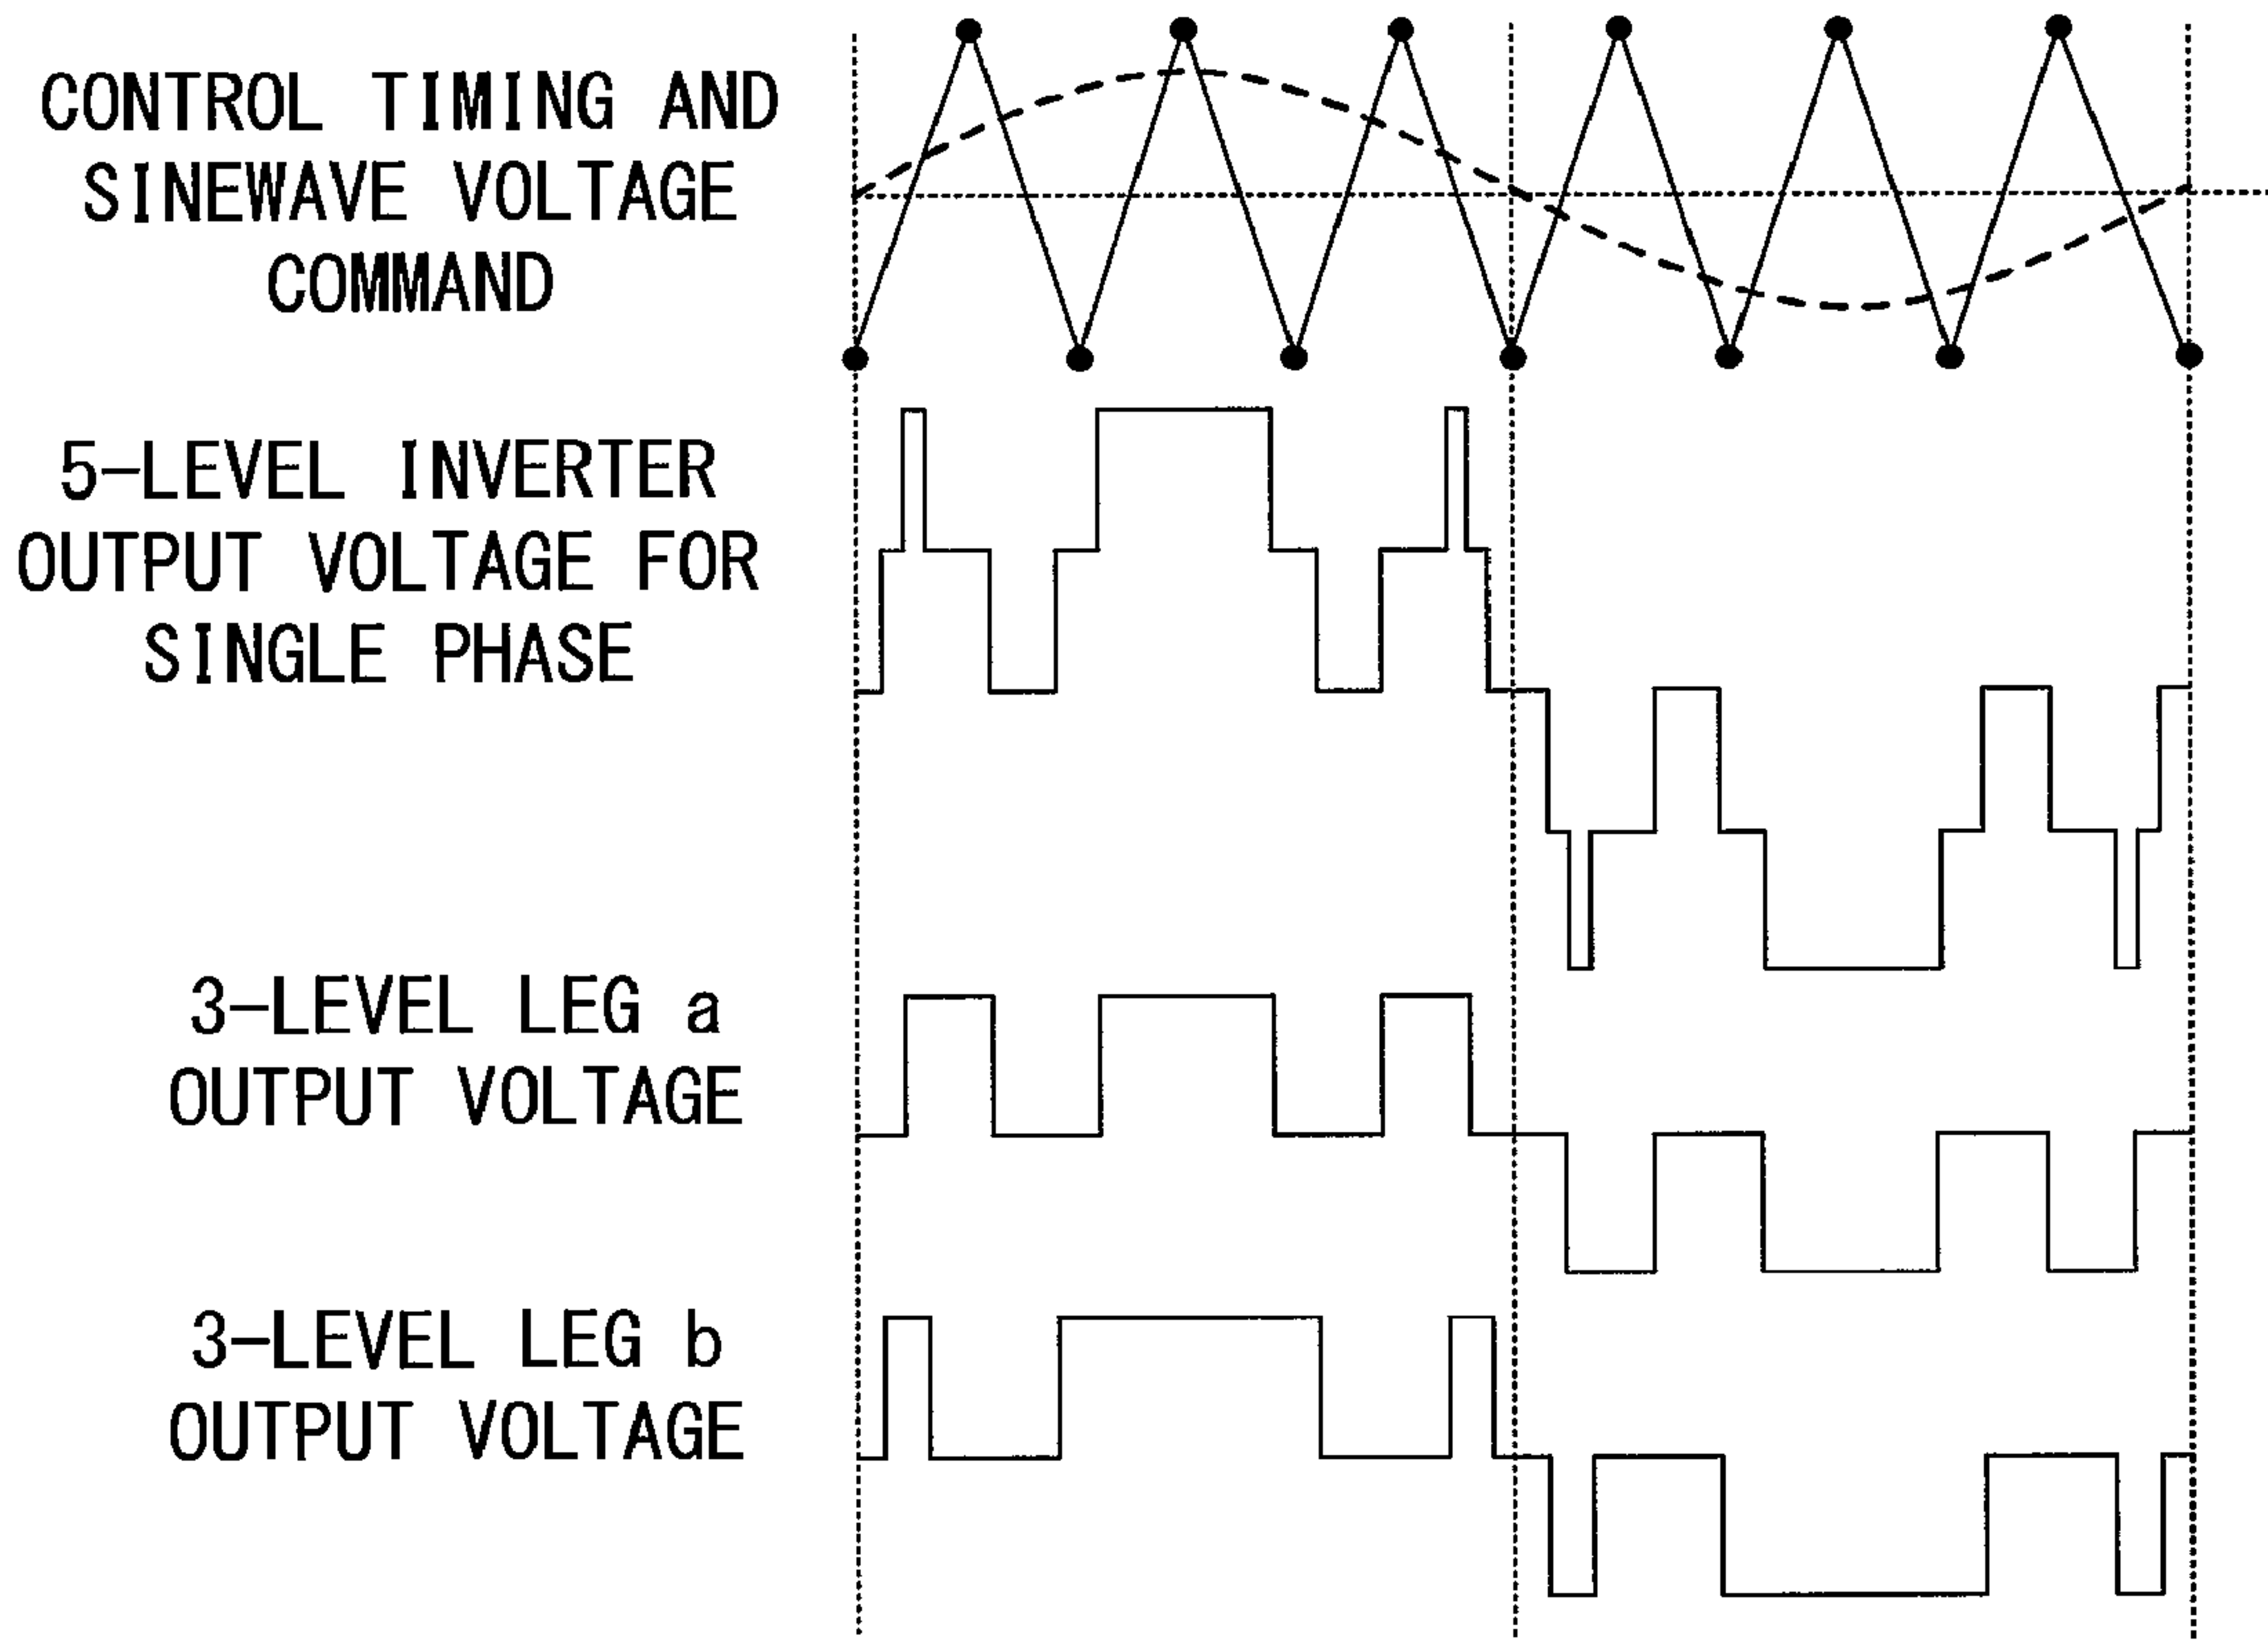 CONTROL TIMING AND
SINEWAVE VOLTAGE
COMMAND
5-LEVEL INVERTER
OUTPUT VOLTAGE FOR
SINGLE PHASE
3-LEVEL LEG a
OUTPUT VOLTAGE
3-LEVEL LEG b
OUTPUT VOLTAGE